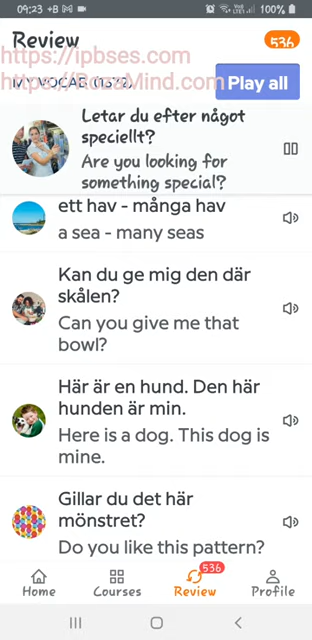 09:23 +B
100%
Review
536
https://ipbses.com
https://RosaMind.com
MY VOCAB
Play all
Letar du efter något
speciellt?
Are you looking for
something special?
ett hav - många hav
a sea - many seas
Kan du ge mig den där
skålen?
Can you give me that
bowl?
Här är en hund. Den här
hunden är min.
Here is a dog. This dog is
mine.
Gillar du det här
mönstret?
Do you like this pattern?
536
Home
Courses
Review
Profile